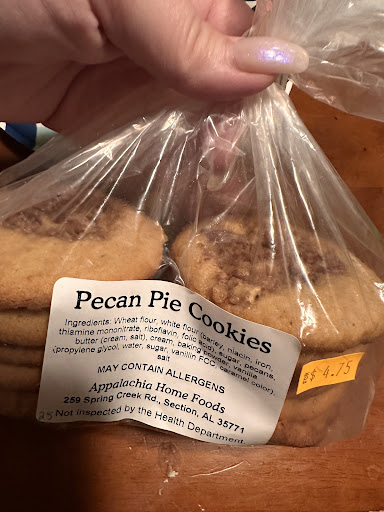 Pecan Pie Cookies
Ingredients: Wheat flour, white flour (barley, niacin, iron,
thiamine mononitrate, riboflavin, folic acid), sugar, pecans,
butter (cream, salt), cream, baking powder, vanilla
(propylene glycol, water, sugar, vanillin FCC, caramel color),
salt
MAY CONTAIN ALLERGENS
Appalachia Home Foods
259 Spring Creek Rd., Section, AL 35771
Not Inspected by the Health Department
$ 4.75